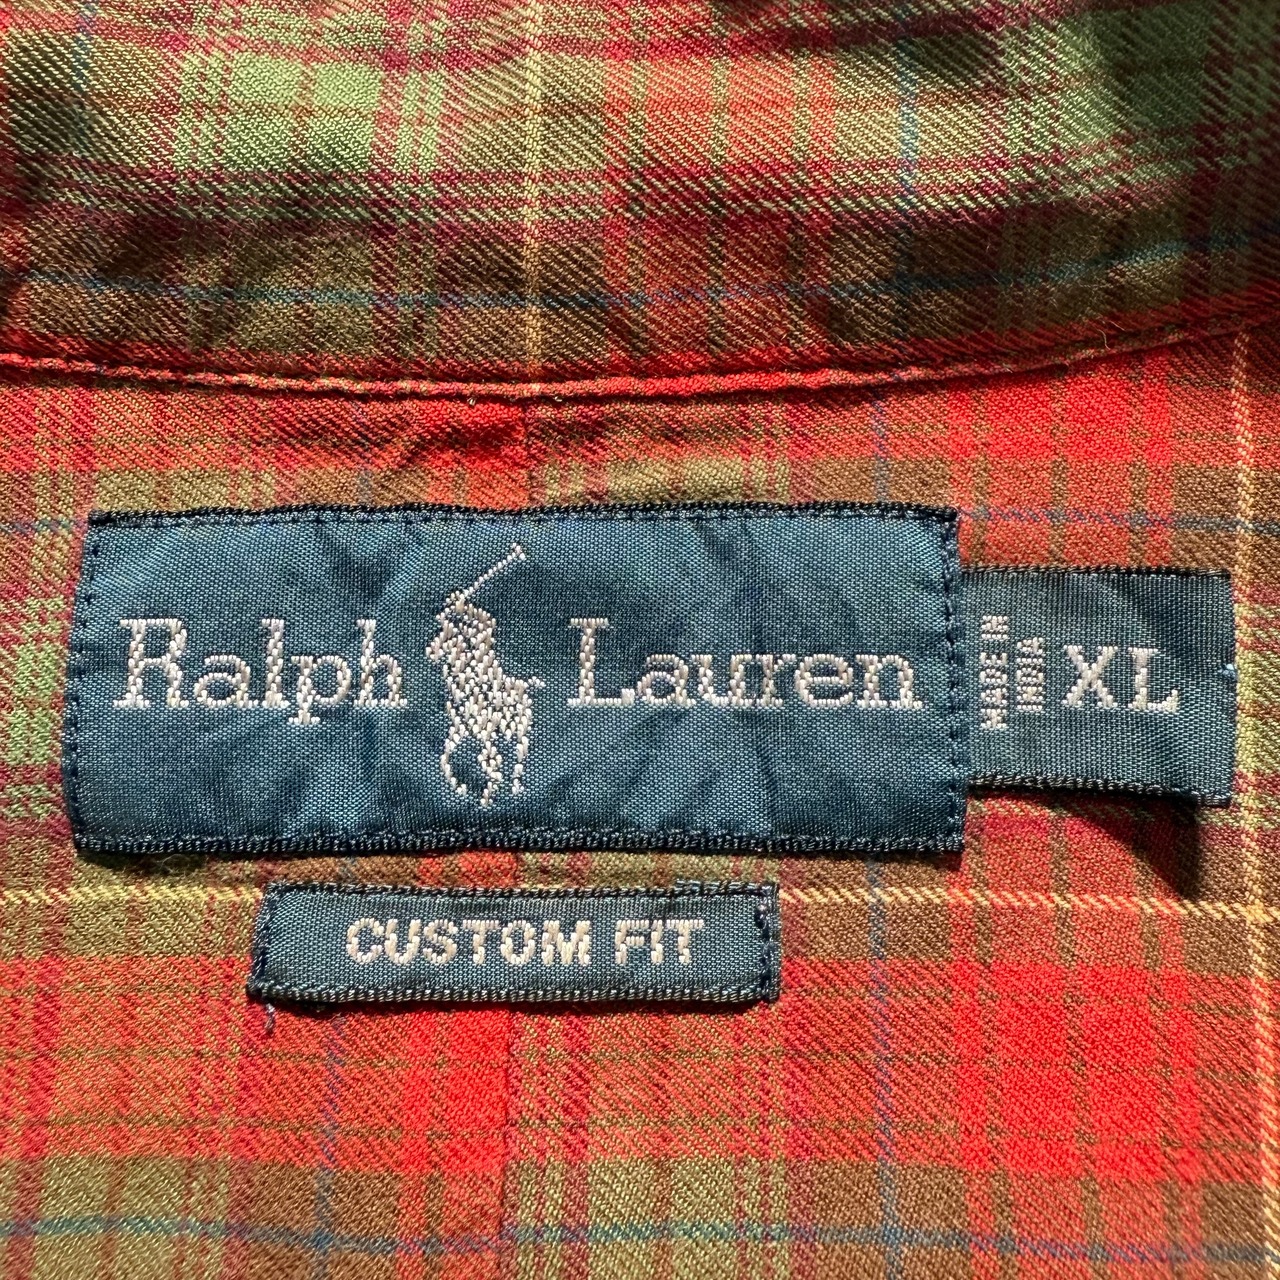 Ralph Lauren
MADE IN
INDIA
XL
CUSTOM FIT